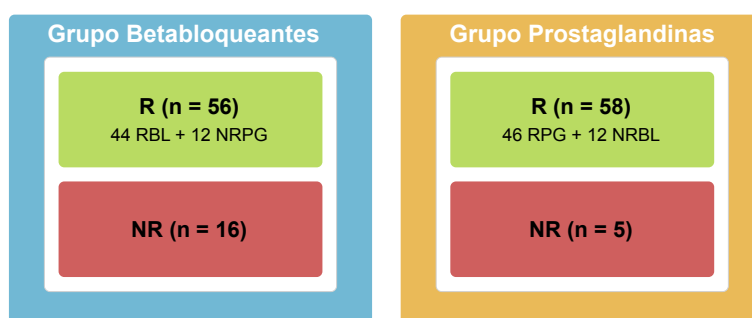 Grupo Betabloqueantes
R (n = 56)
44 RBL + 12 NRPG
NR (n = 16)
Grupo Prostaglandinas
R (n = 58)
46 RPG + 12 NRBL
NR (n = 5)